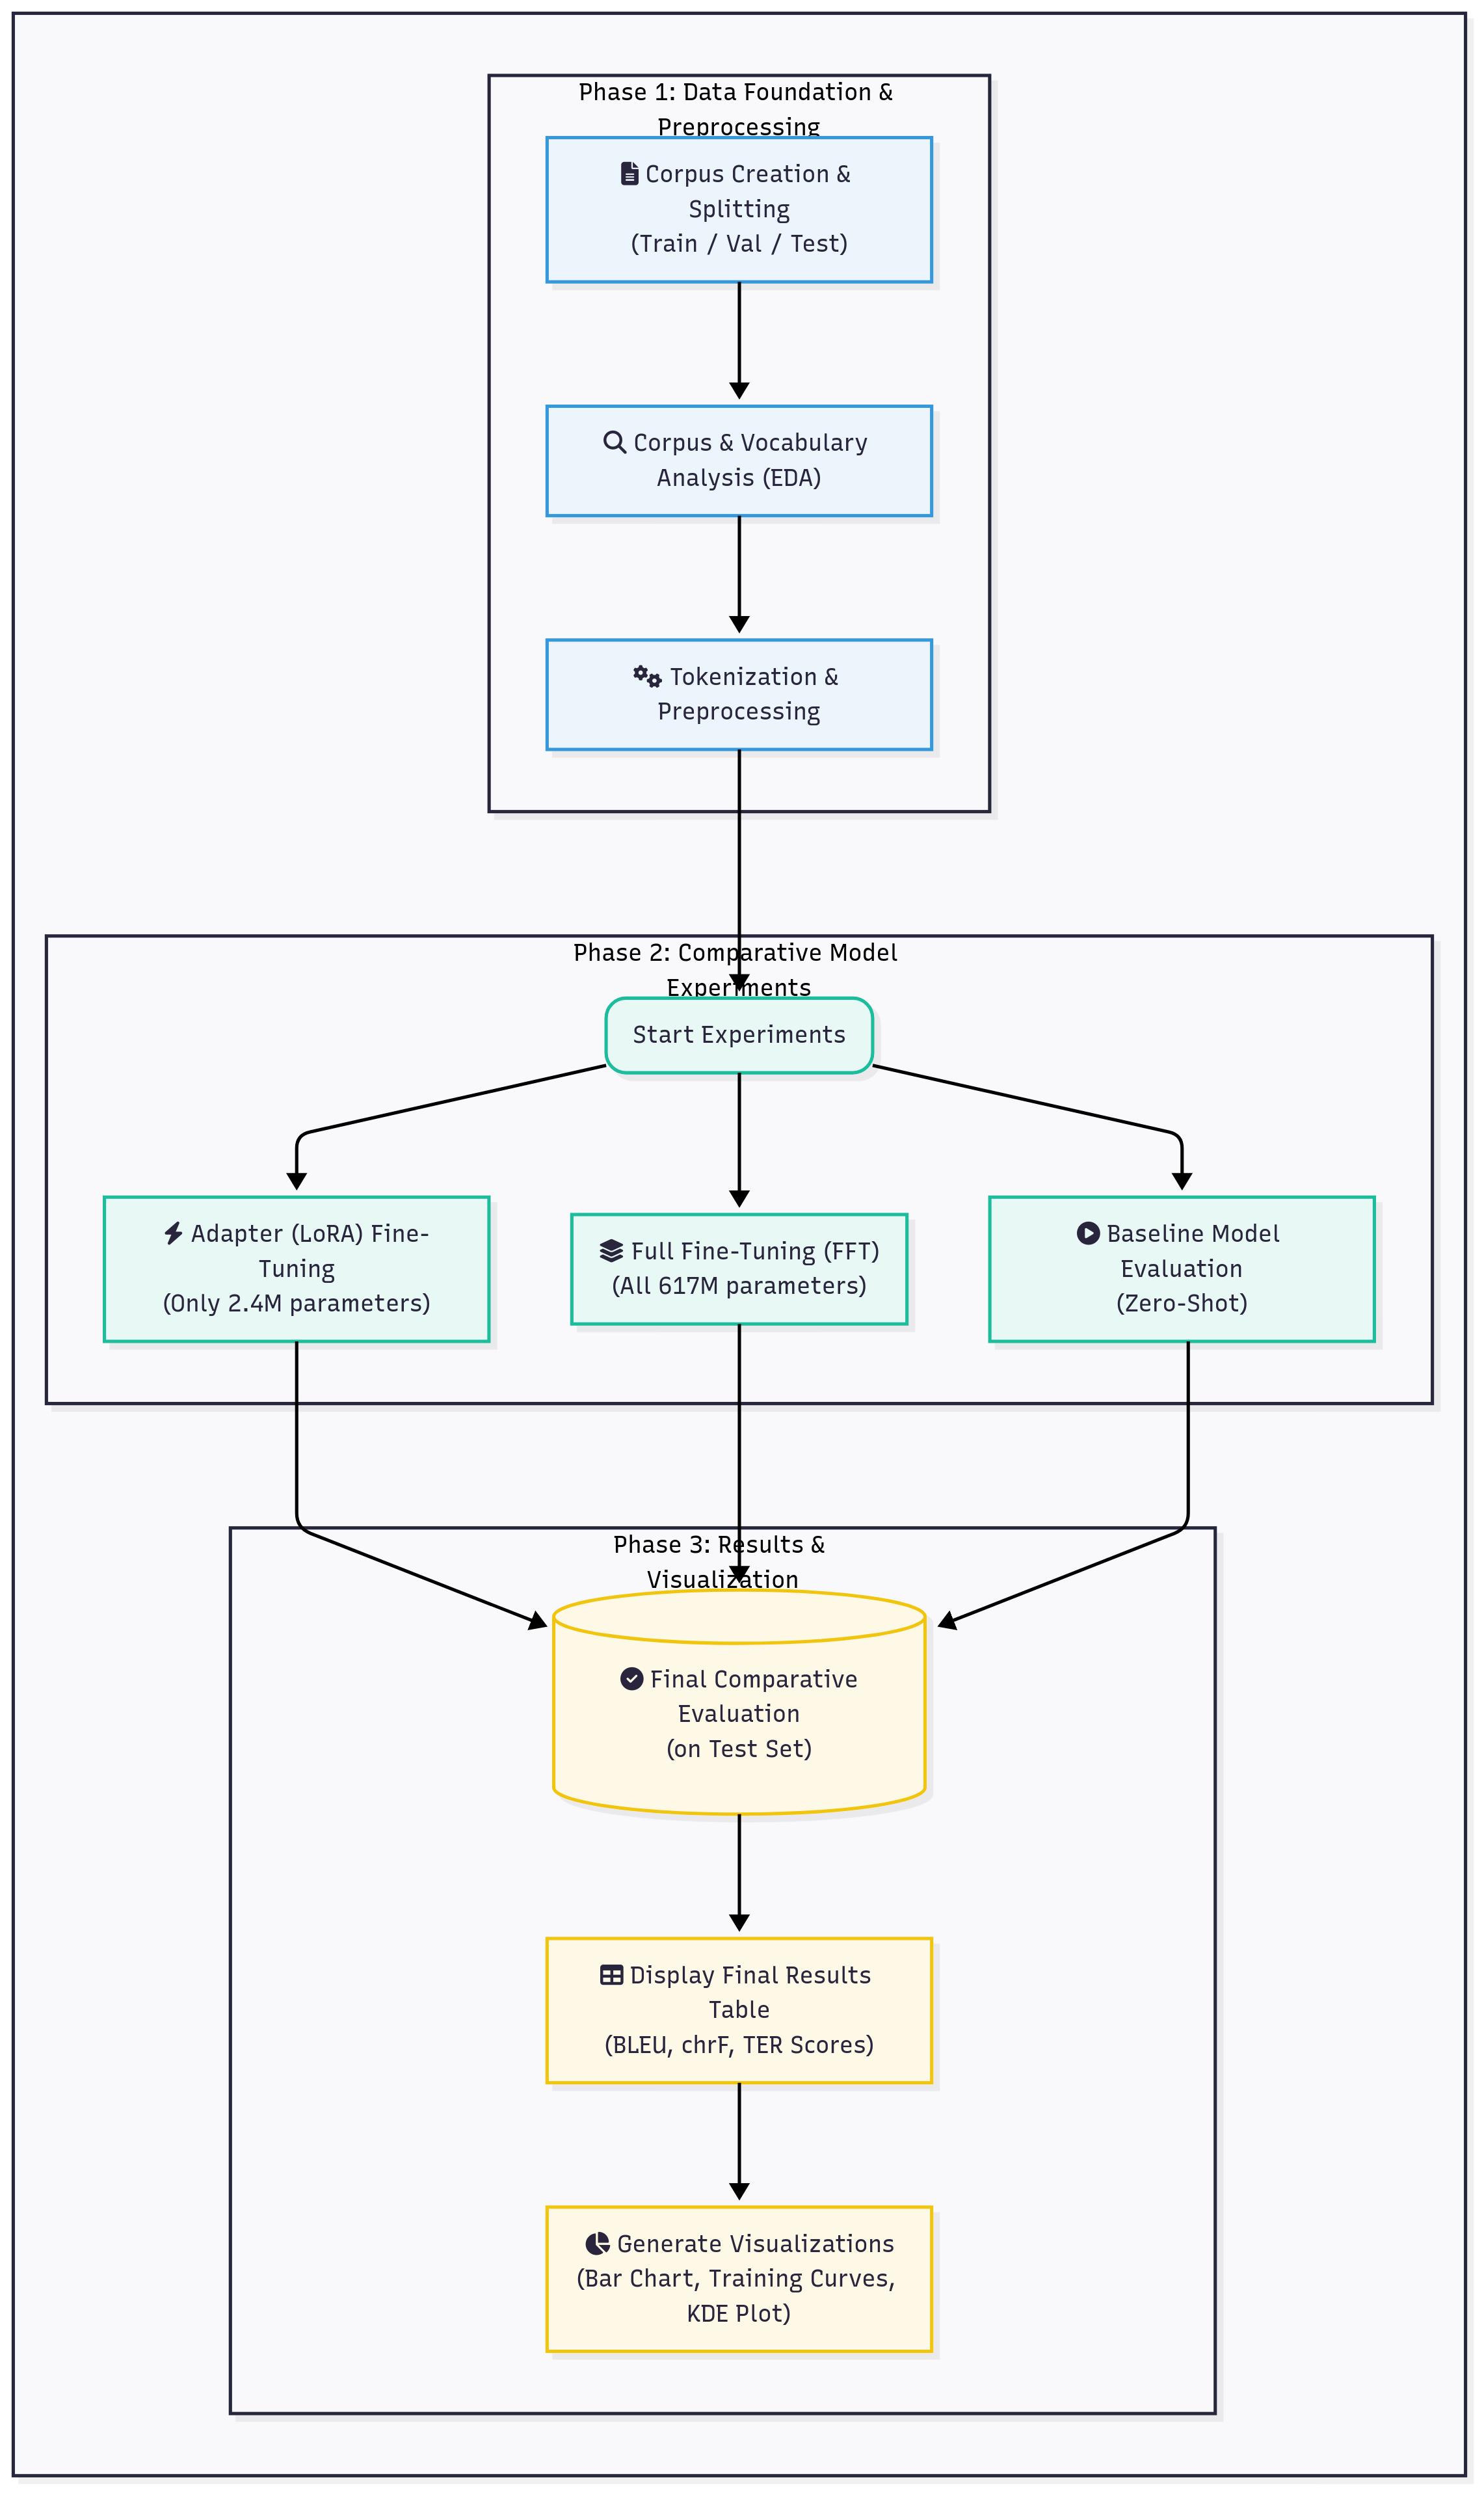 Phase 1: Data Foundation &
Preprocessing
Corpus Creation &
Splitting
(Train / Val / Test)
Corpus & Vocabulary
Analysis (EDA)
Tokenization &
Preprocessing
Phase 2: Comparative Model
Experiments
Start Experiments
Adapter (LoRA) Fine-
Tuning
(Only 2.4M parameters)
Full Fine-Tuning (FFT)
(All 617M parameters)
Baseline Model
Evaluation
(Zero-Shot)
Phase 3: Results &
Visualization
Final Comparative
Evaluation
(on Test Set)
Display Final Results
Table
(BLEU, chrF, TER Scores)
Generate Visualizations
(Bar Chart, Training Curves,
KDE Plot)